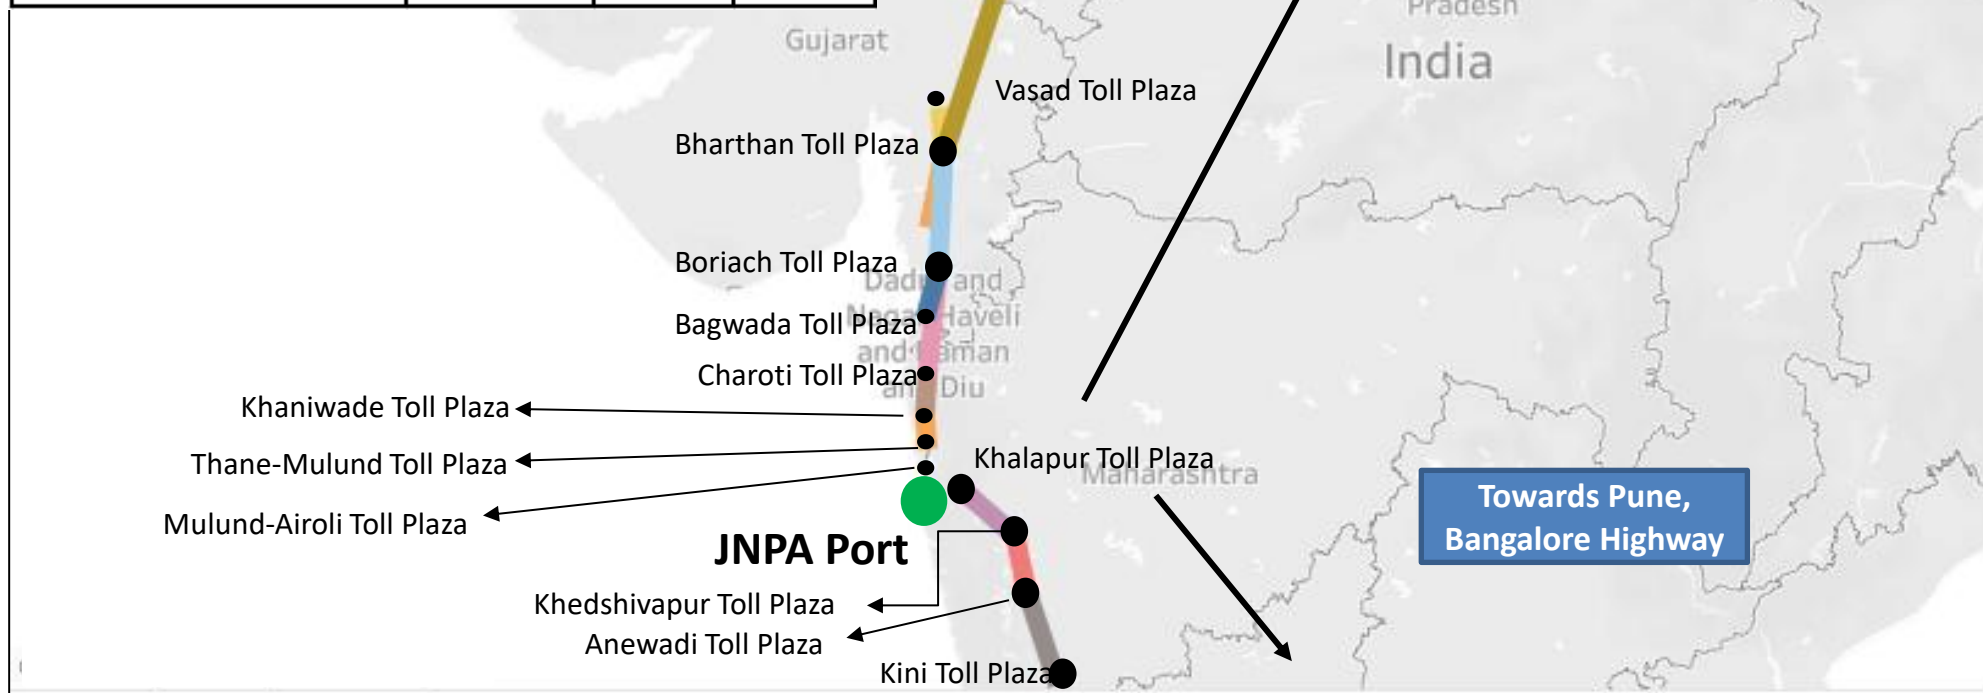 Pradesh
Gujarat
India
Vasad Toll Plaza
Bharthan Toll Plaza
Boriach Toll Plaza
Dadra and
Nagar Haveli
and Daman
and Diu
Bagwada Toll Plaza
Charoti Toll Plaza
Khaniwade Toll Plaza
Khalapur Toll Plaza
Thane-Mulund Toll Plaza
Maharashtra
Towards Pune,
Bangalore Highway
Mulund-Airoli Toll Plaza
JNPA Port
Khedshivapur Toll Plaza
Anewadi Toll Plaza
Kini Toll Plaza